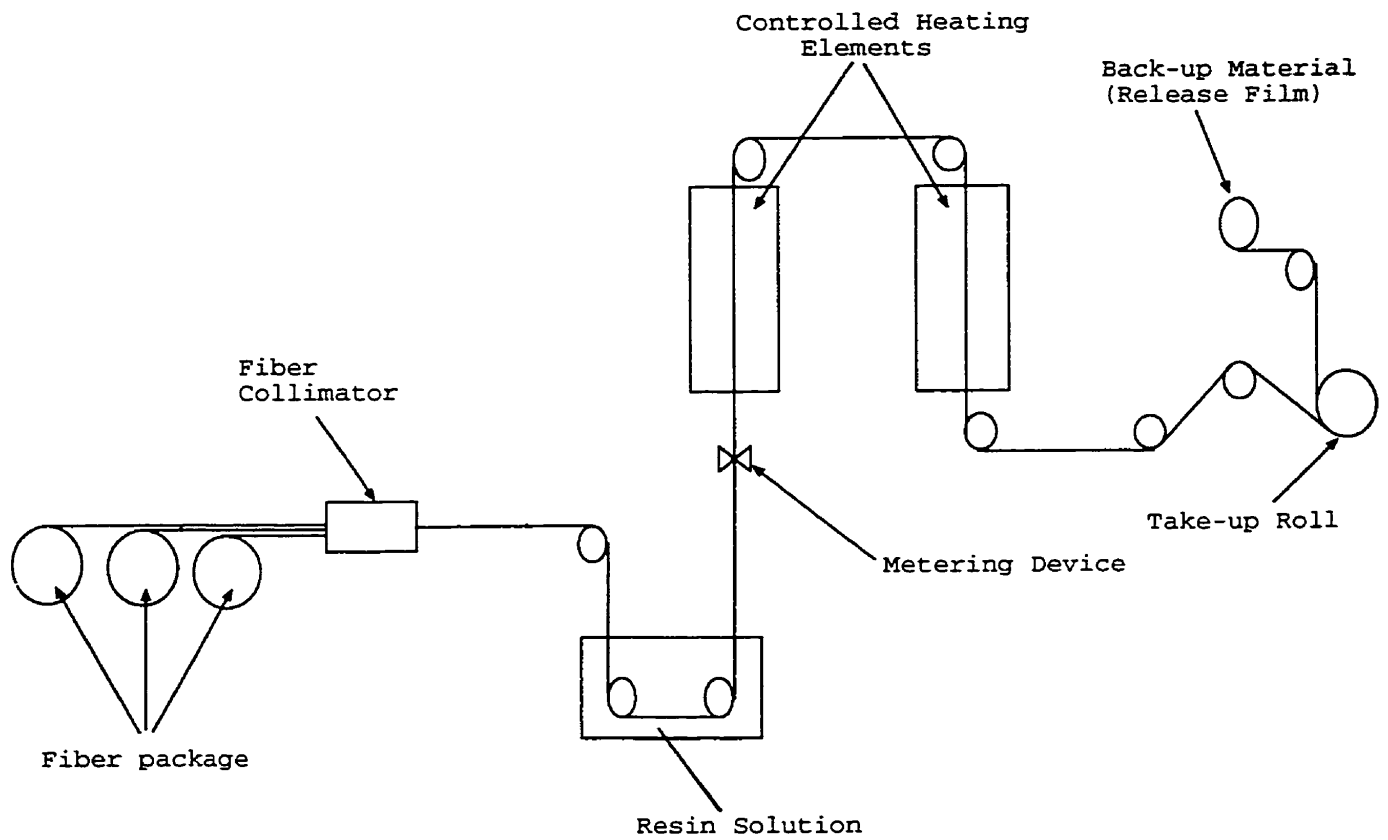 Controlled Heating
Elements
Back-up Material
(Release Film)
Fiber
Collimator
Take-up Roll
Metering Device
Fiber package
Resin Solution